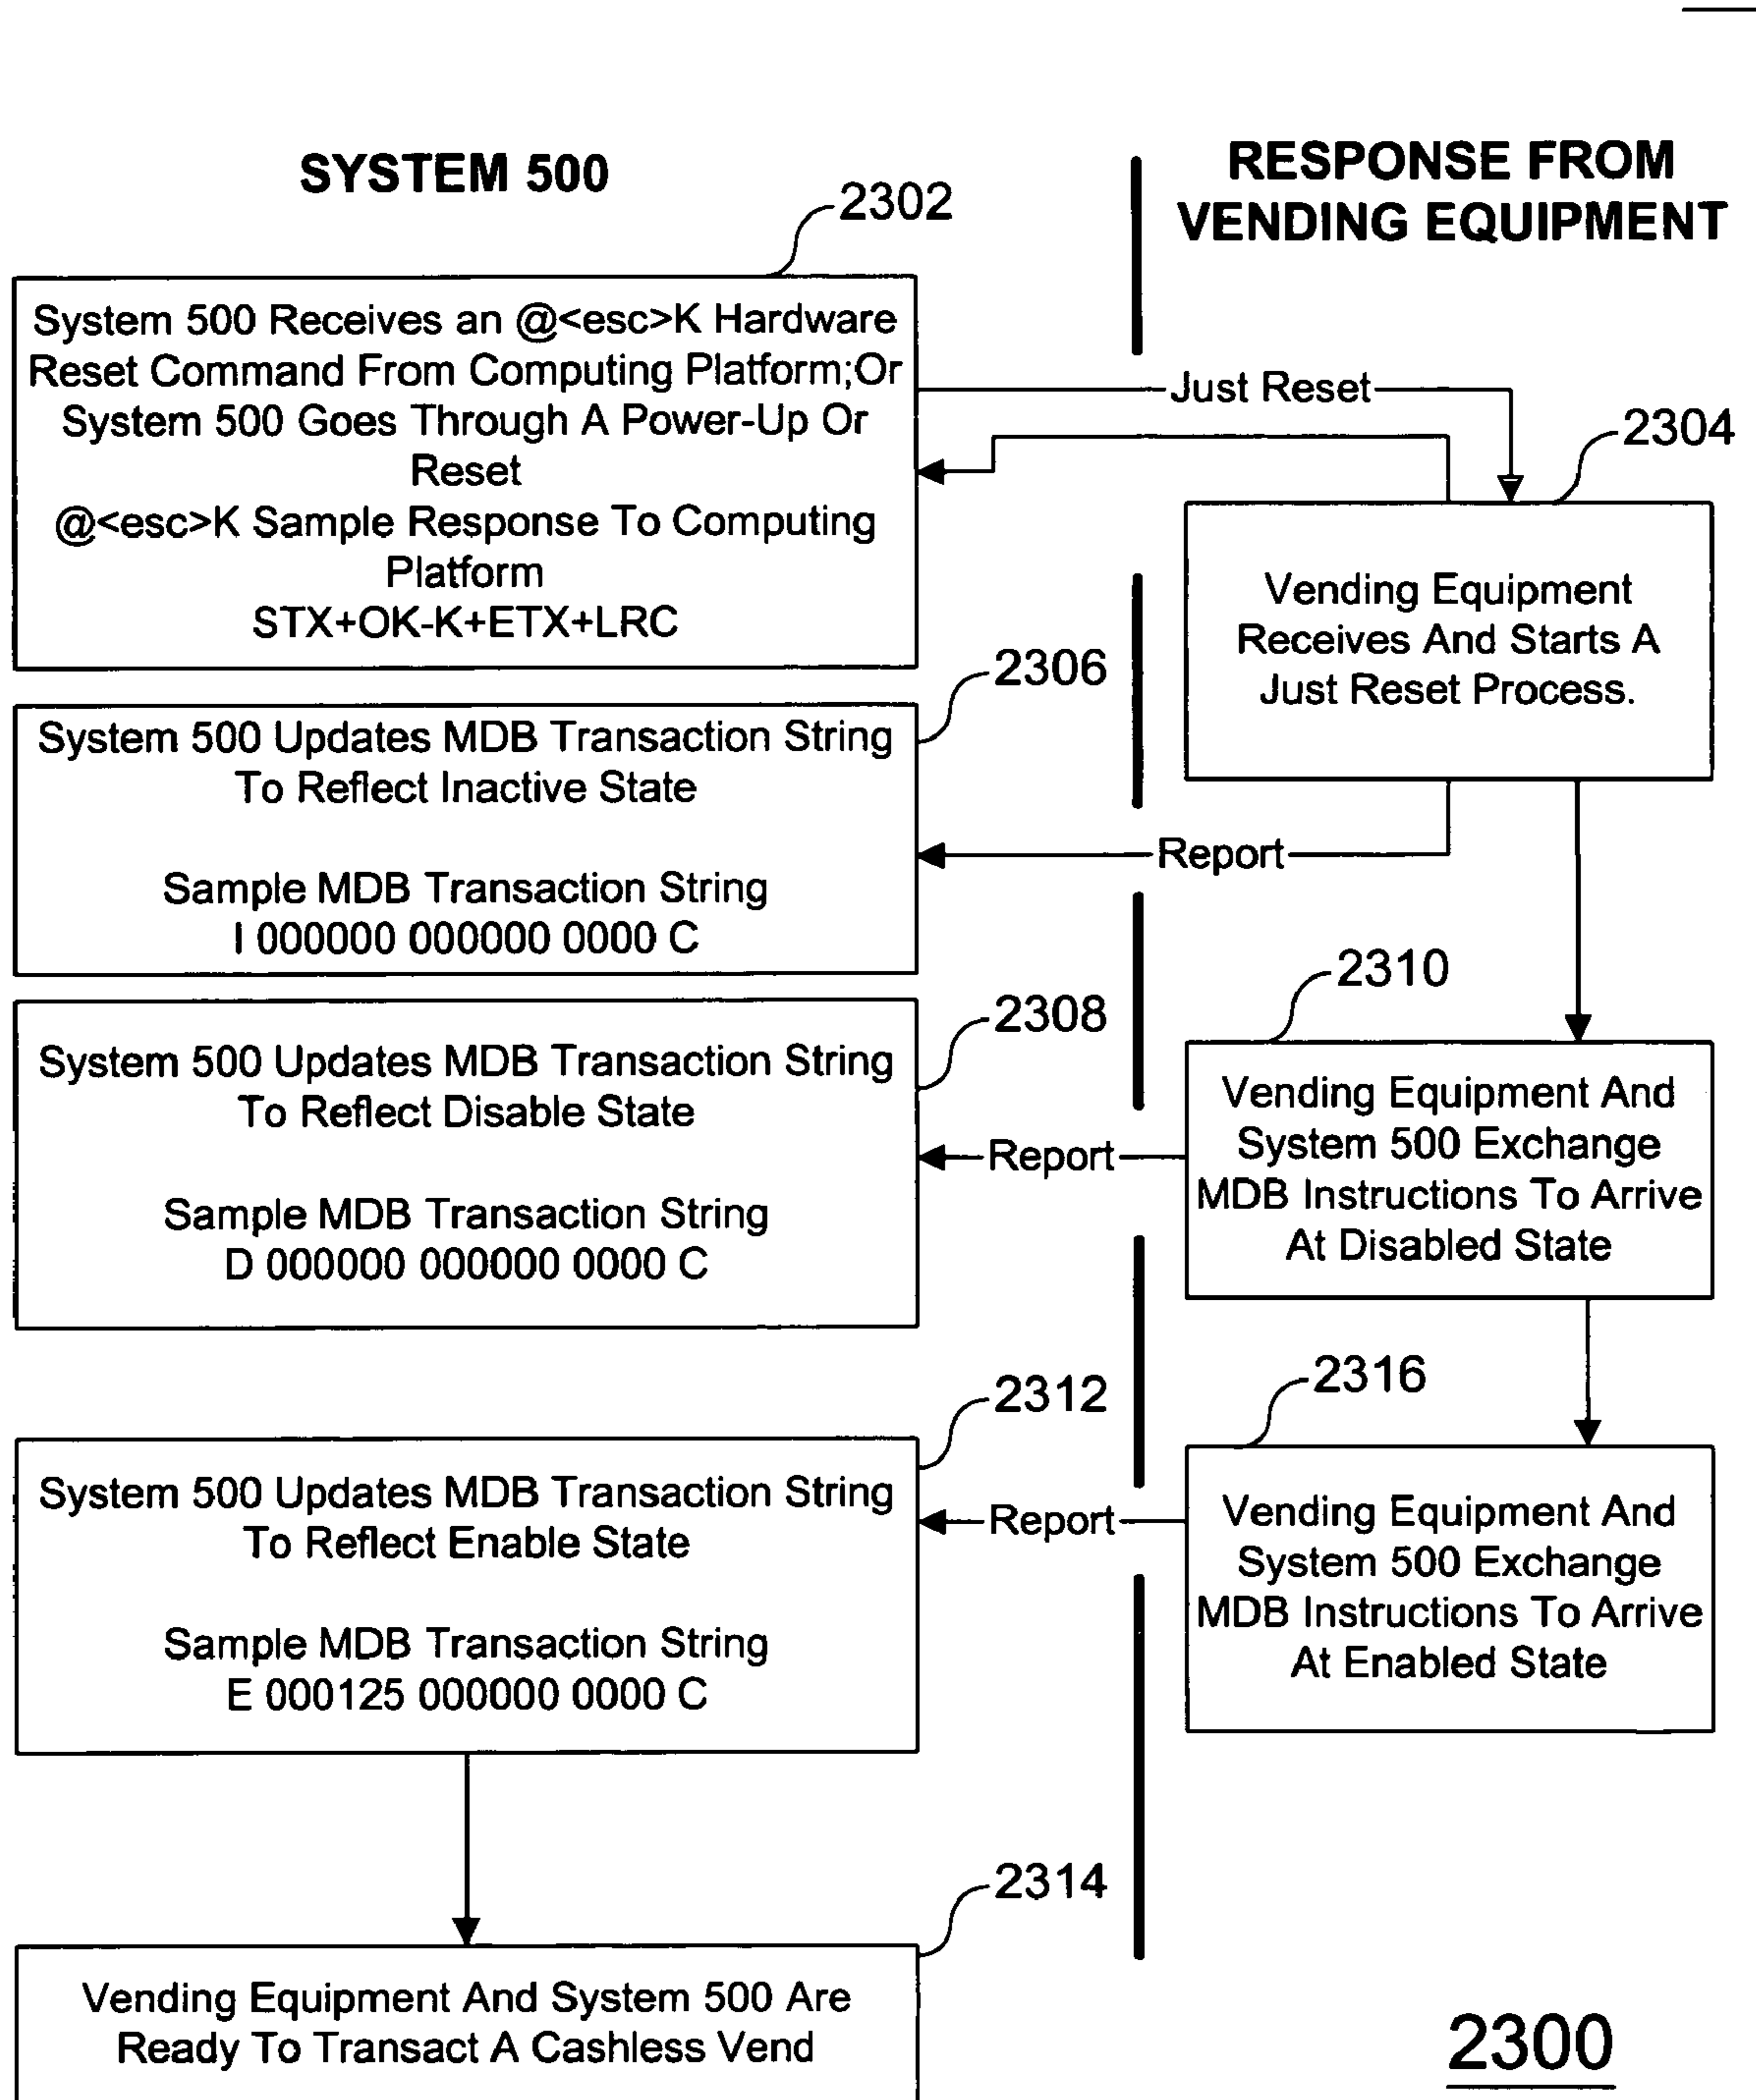 SYSTEM 500
RESPONSE FROM
VENDING EQUIPMENT
2302
System 500 Receives an @<esc>K Hardware
Reset Command From Computing Platform;Or
System 500 Goes Through A Power-Up Or
Reset
@<esc>K Sample Response To Computing
Platform
STX+OK-K+ETX+LRC
Just Reset
2304
Vending Equipment
Receives And Starts A
Just Reset Process.
2306
System 500 Updates MDB Transaction String
To Reflect Inactive State
Sample MDB Transaction String
I 000000 000000 0000 C
Report
2308
System 500 Updates MDB Transaction String
To Reflect Disable State
Sample MDB Transaction String
D 000000 000000 0000 C
Report
2310
Vending Equipment And
System 500 Exchange
MDB Instructions To Arrive
At Disabled State
2312
System 500 Updates MDB Transaction String
To Reflect Enable State
Sample MDB Transaction String
E 000125 000000 0000 C
Report
2316
Vending Equipment And
System 500 Exchange
MDB Instructions To Arrive
At Enabled State
2314
Vending Equipment And System 500 Are
Ready To Transact A Cashless Vend
2300